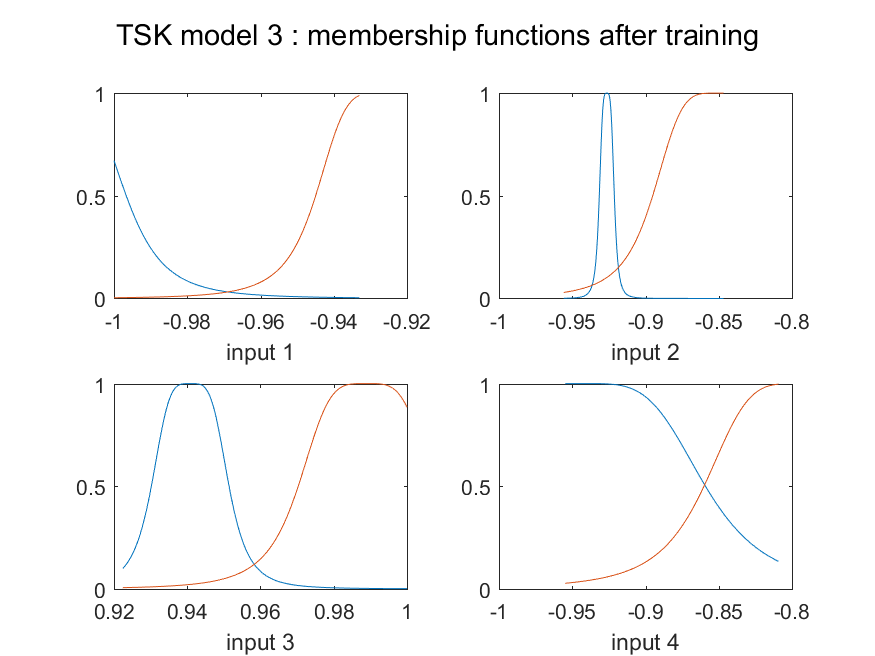 TSK model 3 : membership functions after training
1
0.5
0
-1 -0.98 -0.96 -0.94 -0.92
input 1
1
0.5
0
-1 -0.95 -0.9 -0.85 -0.8
input 2
1
0.5
0
0.92 0.94 0.96 0.98 1
input 3
1
0.5
0
-1 -0.95 -0.9 -0.85 -0.8
input 4